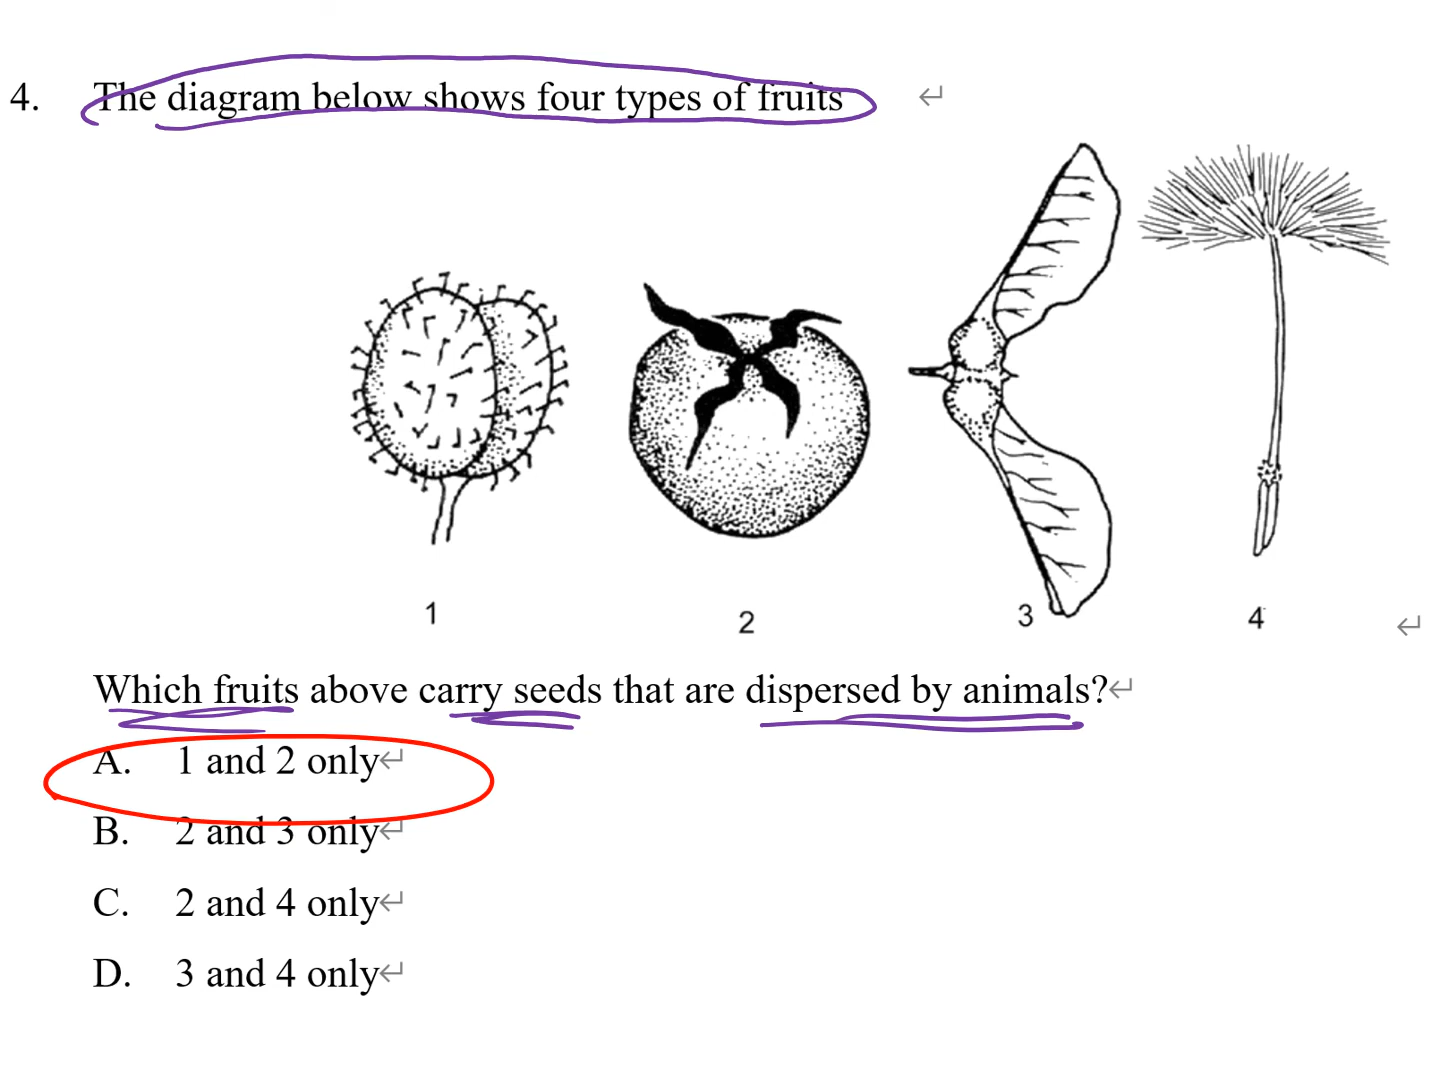 4. The diagram below shows four types of fruits
1 2 3 4
Which fruits above carry seeds that are dispersed by animals?
A. 1 and 2 only
B. 2 and 3 only
C. 2 and 4 only
D. 3 and 4 only